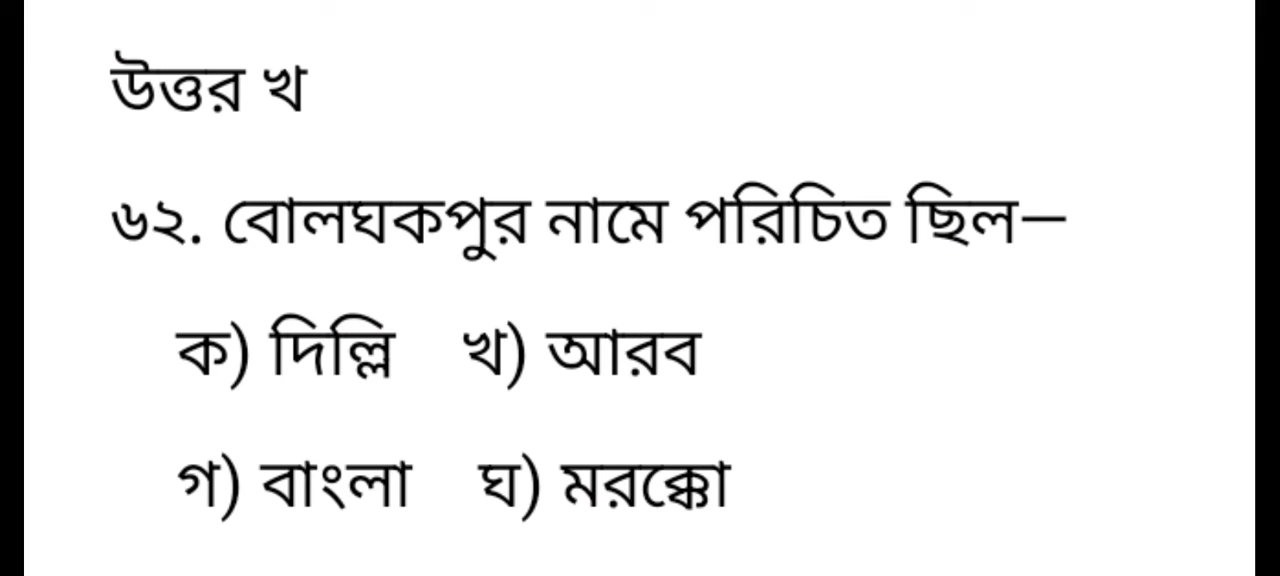 উত্তর খ
৬২. বোলঘকপুর নামে পরিচিত ছিল—
ক) দিল্লি খ) আরব
গ) বাংলা ঘ) মরক্কো